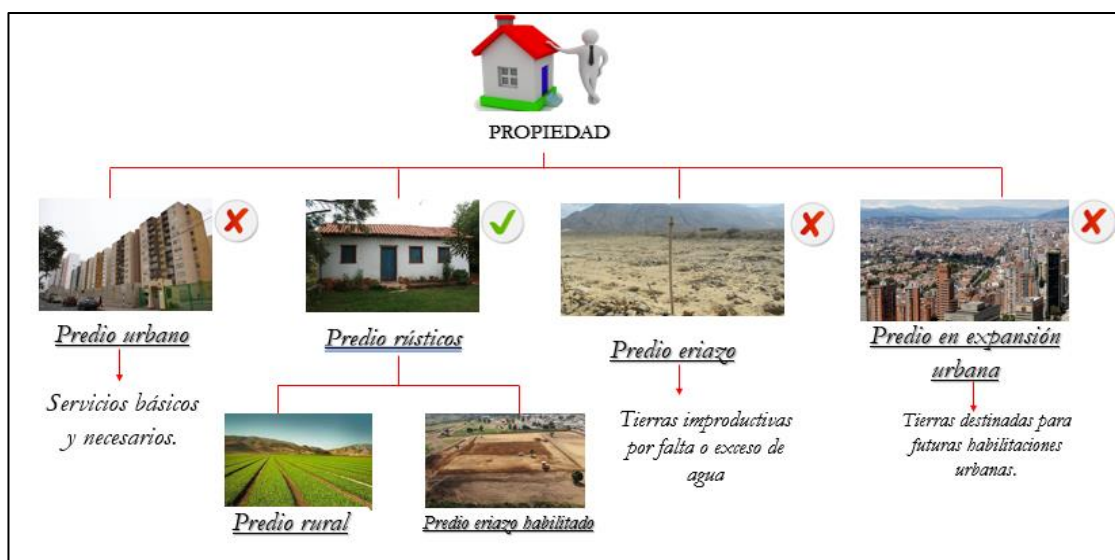 PROPIEDAD
Predio urbano
Servicios básicos
y necesarios.
Predio rústicos
Predio rural
Predio eriazo habilitado
Predio eriazo
Tierras improductivas
por falta o exceso de
agua
Predio en expansión
urbana
Tierras destinadas para
futuras habilitaciones
urbanas.